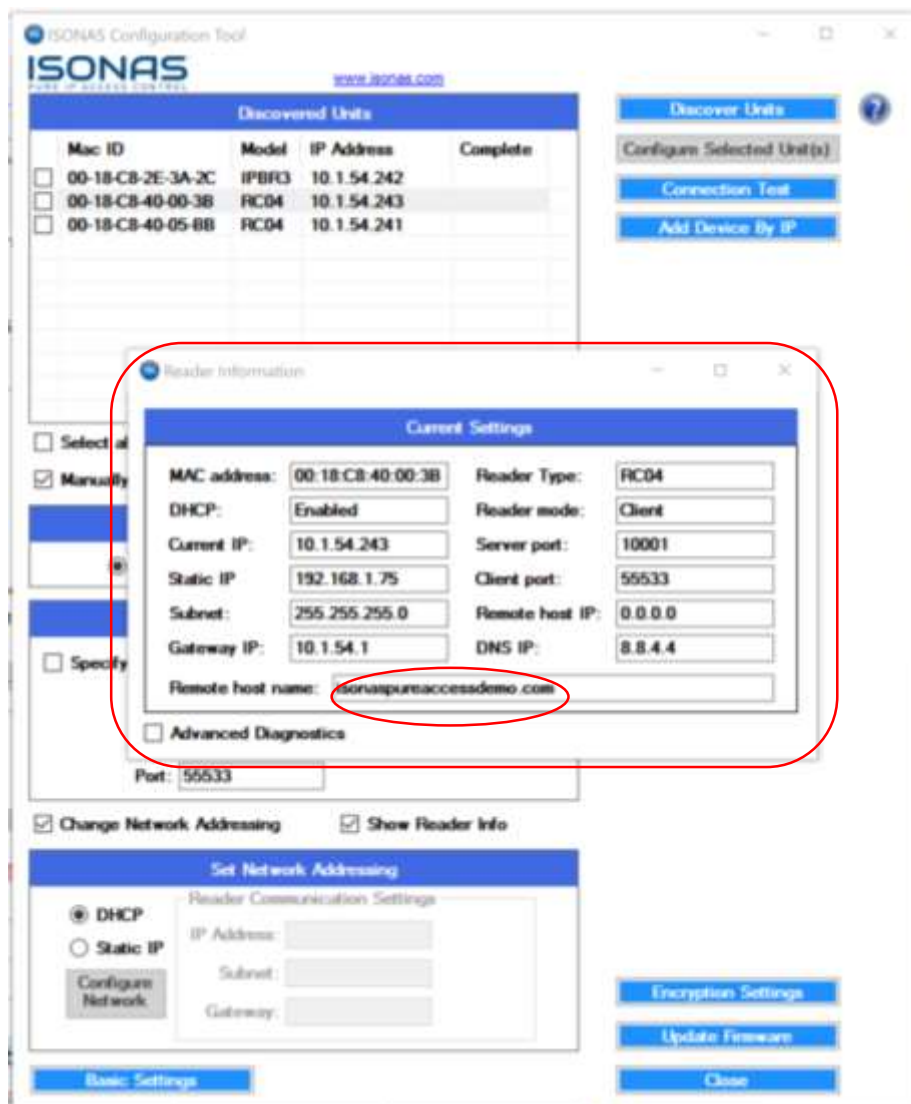 ISONAS Configuration Tool
ISONAS
PURE IP ACCESS CONTROL
www.isonas.com
Discovered Units
Mac ID Model IP Address Complete
00-18-C8-2E-3A-2C IPBR3 10.1.54.242
00-18-C8-40-00-3B RC04 10.1.54.243
00-18-C8-40-05-BB RC04 10.1.54.241
Discover Units
Configure Selected Unit(s)
Connection Test
Add Device By IP
?
Reader Information
Current Settings
MAC address: 00:18:C8:40:00:3B Reader Type: RC04
DHCP: Enabled Reader mode: Client
Current IP: 10.1.54.243 Server port: 10001
Static IP 192.168.1.75 Client port: 55533
Subnet: 255.255.255.0 Remote host IP: 0.0.0.0
Gateway IP: 10.1.54.1 DNS IP: 8.8.4.4
Remote host name: isonaspureaccessdemo.com
Advanced Diagnostics
Select al
Manually
Specify
Port: 55533
Change Network Addressing Show Reader Info
Set Network Addressing
Reader Communication Settings
DHCP
Static IP
Configure
Network
IP Address:
Subnet:
Gateway:
Encryption Settings
Update Firmware
Basic Settings
Close